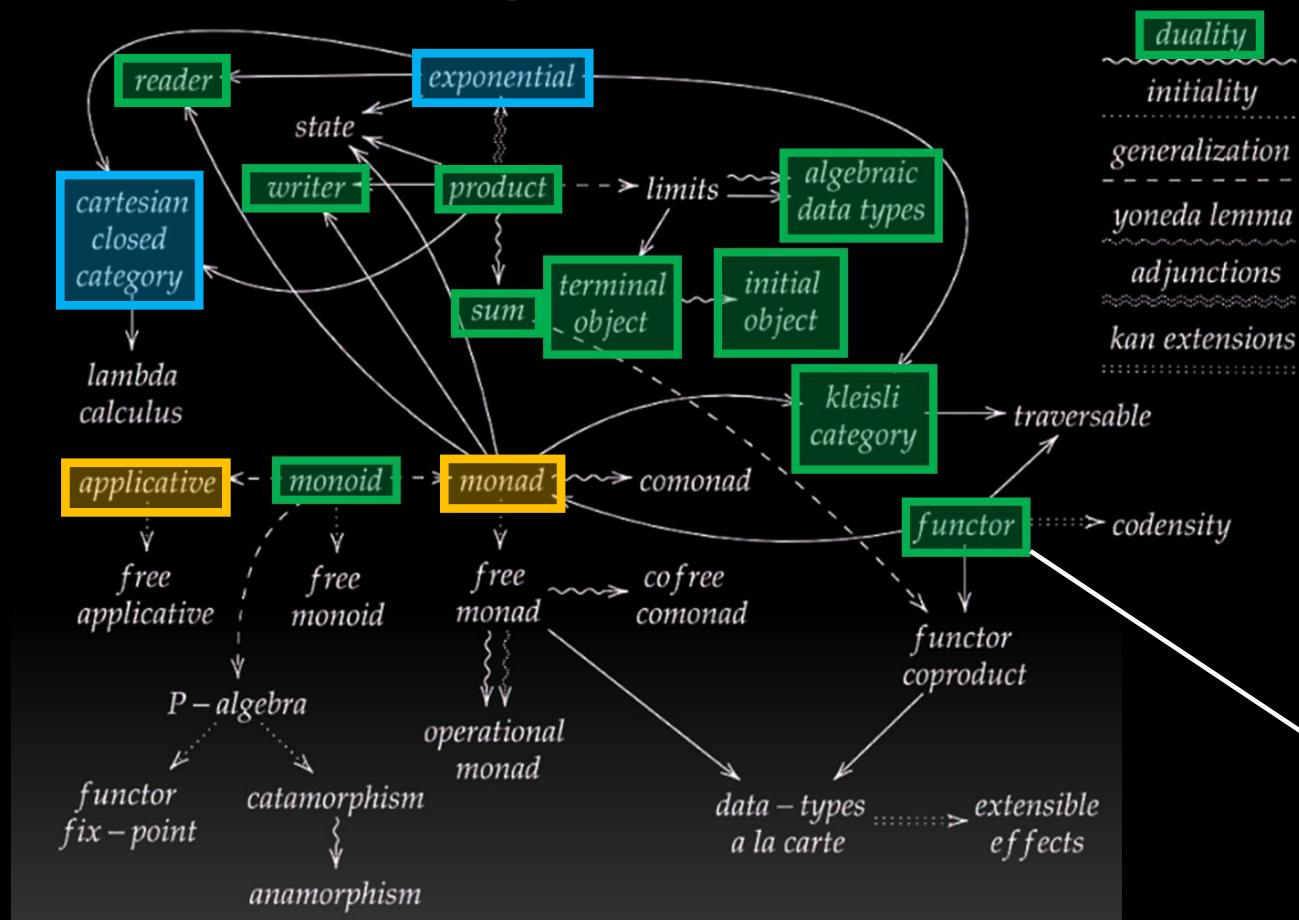 duality
reader
exponential
initiality
state
generalization
algebraic
data types
writer
product
limits
yoneda lemma
cartesian
closed
category
adjunctions
terminal
object
initial
object
sum
kan extensions
lambda
calculus
kleisli
category
traversable
applicative
monoid
monad
comonad
functor
codensity
free
applicative
free
monoid
free
monad
cofree
comonad
functor
coproduct
P – algebra
operational
monad
functor
fix – point
catamorphism
data – types
a la carte
extensible
effects
anamorphism